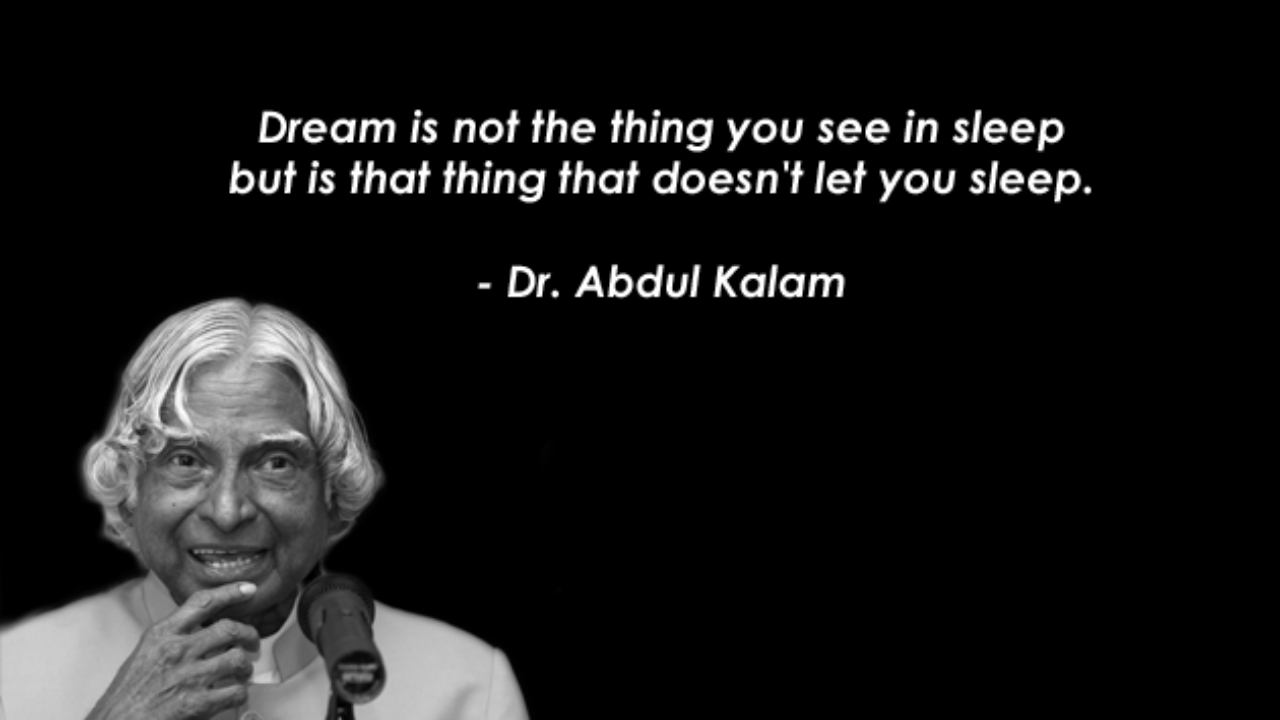 Dream is not the thing you see in sleep
but is that thing that doesn't let you sleep.
- Dr. Abdul Kalam